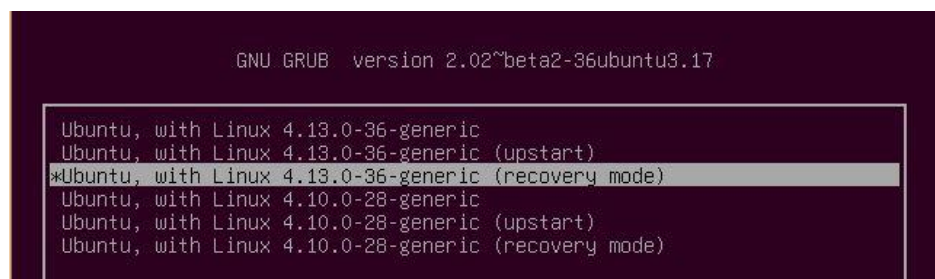 GNU GRUB  version 2.02~beta2-36ubuntu3.17
Ubuntu, with Linux 4.13.0-36-generic
Ubuntu, with Linux 4.13.0-36-generic (upstart)
*Ubuntu, with Linux 4.13.0-36-generic (recovery mode)
Ubuntu, with Linux 4.10.0-28-generic
Ubuntu, with Linux 4.10.0-28-generic (upstart)
Ubuntu, with Linux 4.10.0-28-generic (recovery mode)